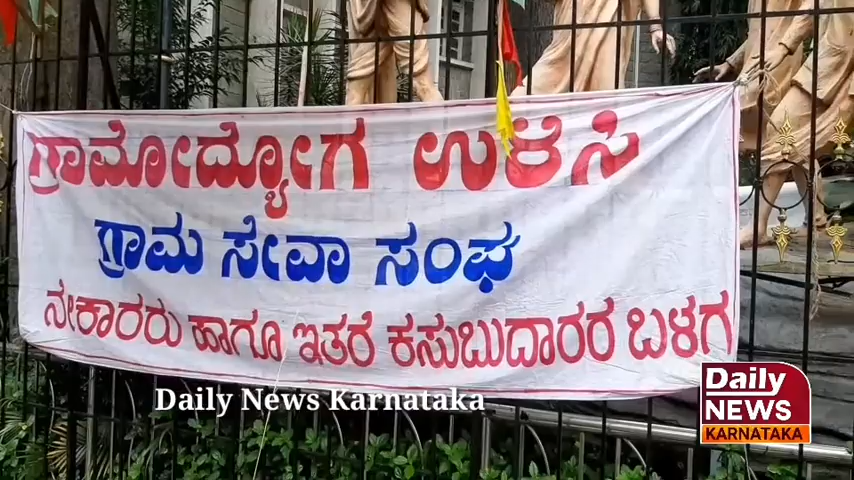 ಗ್ರಾಮೋದ್ಯೋಗ ಉಳಿಸಿ
ಗ್ರಾಮ ಸೇವಾ ಸಂಘ
ನೇಕಾರರು ಹಾಗೂ ಇತರೆ ಕಸುಬುದಾರರ ಬಳಗ
Daily News Karnataka
Daily
NEWS
KARNATAKA